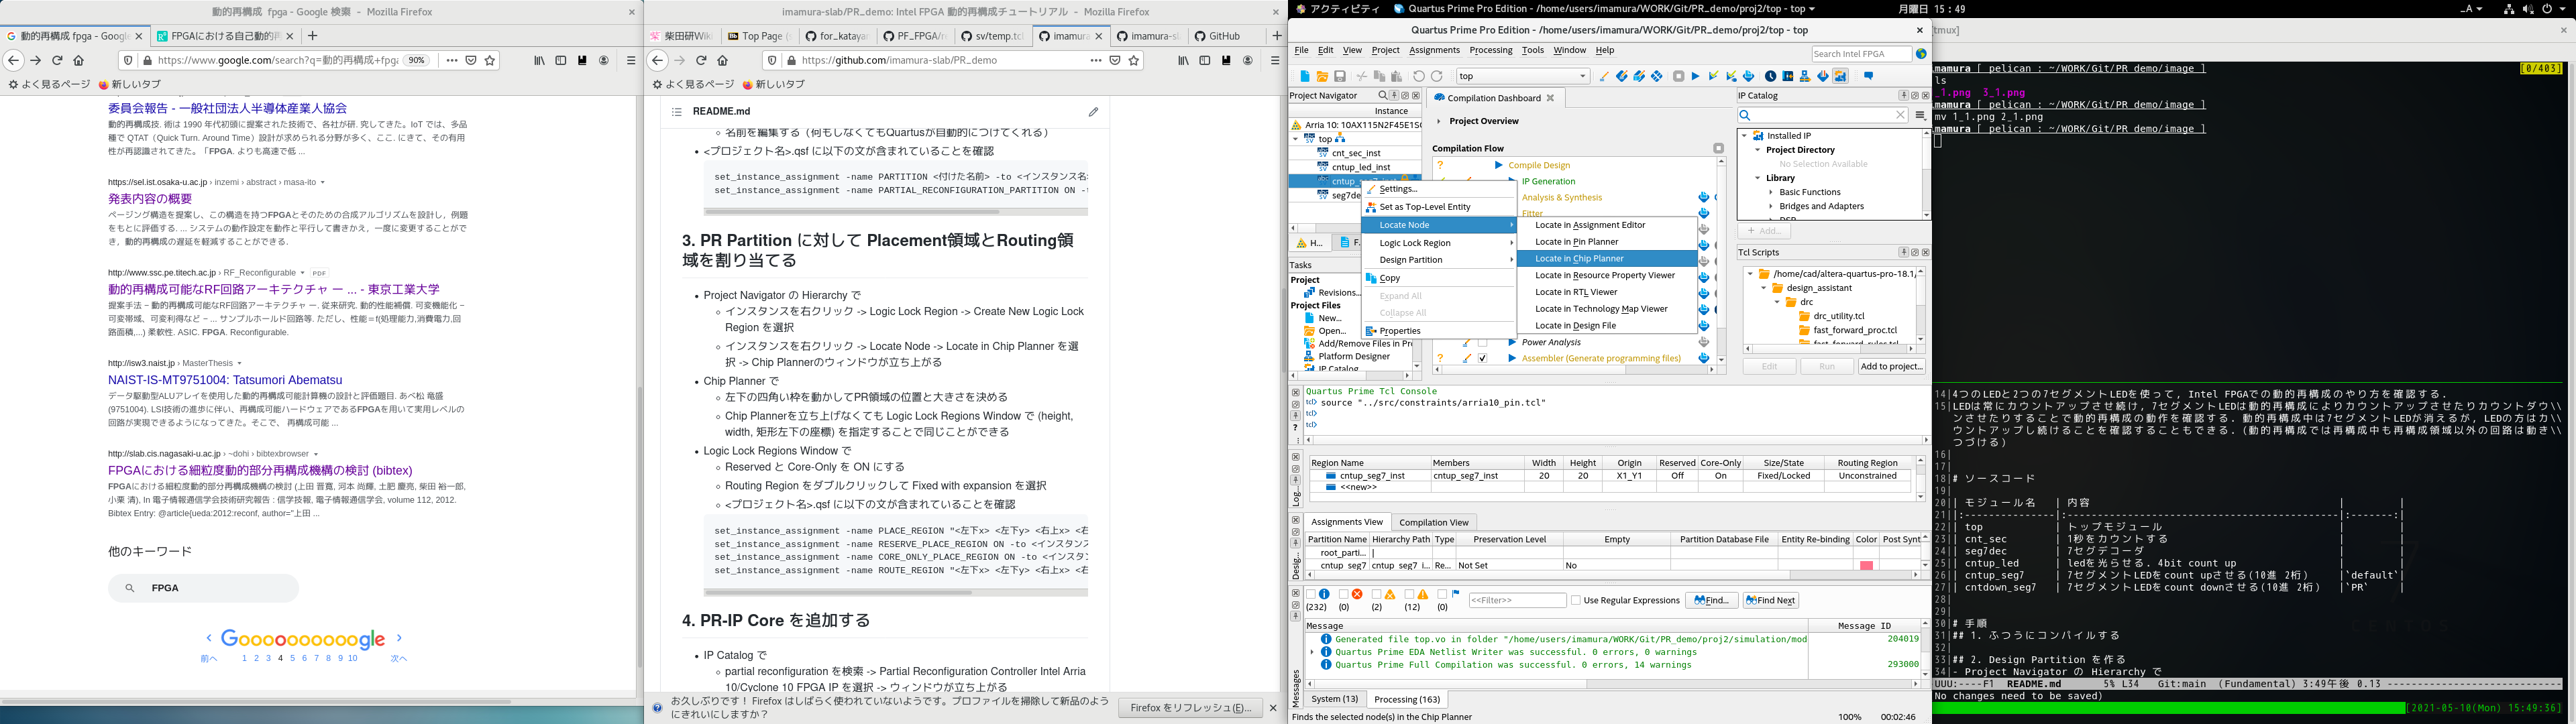 動的再構成 fpga - Google 検索 - Mozilla Firefox
動的再構成 fpga - Google
FPGAにおける自己動的再
https://www.google.com/search?q=動的再構成+fpga
90%
よく見るページ
新しいタブ
委員会報告 - 一般社団法人半導体産業人協会
動的再構成技. 術は 1990 年代初頭に提案された技術で、各社が研. 究してきた。IoT では、多品
種で QTAT（Quick Turn. Around Time）設計が求められる分野が多く、ここ. にきて、その有用
性が再認識されてきた。「FPGA. よりも高速で低 ...
https://sel.ist.osaka-u.ac.jp › inzemi › abstract › masa-ito
発表内容の概要
ページング構造を提案し、この構造を持つFPGAとそのための合成アルゴリズムを設計し，例題
をもとに評価する. ... システムの動作設定を動作と平行して書きかえ，一度に変更することがで
き，動的再構成の遅延を軽減することができる.
http://www.ssc.pe.titech.ac.jp › RF_Reconfigurable
PDF
動的再構成可能なRF回路アーキテクチャ ー ... - 東京工業大学
提案手法 − 動的再構成可能なRF回路アーキテクチャ ー. 従来研究. 動的性能補償. 可変機能化 −
可変帯域、可変利得など − ... サンプルホールド回路等. ただし、性能＝f(処理能力,消費電力,回
路面積,...) 柔軟性. ASIC. FPGA. Reconfigurable.
http://isw3.naist.jp › MasterThesis
NAIST-IS-MT9751004: Tatsumori Abematsu
データ駆動型ALUアレイを使用した動的再構成可能計算機の設計と評価題目. あべ松 竜盛
(9751004). LSI技術の進歩に伴い、再構成可能ハードウェアであるFPGAを用いて実用レベルの
回路が実現できるようになってきた。そこで、 再構成可能 ...
http://slab.cis.nagasaki-u.ac.jp › ~dohi › bibtexbrowser
FPGAにおける細粒度動的部分再構成機構の検討 (bibtex)
FPGAにおける細粒度動的部分再構成機構の検討 (上田 晋寛, 河本 尚輝, 土肥 慶亮, 柴田 裕一郎,
小栗 清), In 電子情報通信学会技術研究報告 : 信学技報, 電子情報通信学会, volume 112, 2012.
Bibtex Entry: @article{ueda:2012:reconf, author="上田 ...
他のキーワード
FPGA
Goooooooooogle
前へ 1 2 3 4 5 6 7 8 9 10 次へ
imamura-slab/PR_demo: Intel FPGA 動的再構成チュートリアル - Mozilla Firefox
柴田研Wiki
Top Page (
for_katayam
PF_FPGA/re
sv/temp.tcl
imamura
imamura-sl
GitHub
https://github.com/imamura-slab/PR_demo
よく見るページ
新しいタブ
README.md
名前を編集する（何もしなくてもQuartusが自動的につけてくれる）
<プロジェクト名>.qsf に以下の文が含まれていることを確認
set_instance_assignment -name PARTITION <付けた名前> -to <インスタンス名
set_instance_assignment -name PARTIAL_RECONFIGURATION_PARTITION ON -t
3. PR Partition に対して Placement領域とRouting領
域を割り当てる
Project Navigator の Hierarchy で
インスタンスを右クリック -> Logic Lock Region -> Create New Logic Lock
Region を選択
インスタンスを右クリック -> Locate Node -> Locate in Chip Planner を選
択 -> Chip Plannerのウィンドウが立ち上がる
Chip Planner で
左下の四角い枠を動かしてPR領域の位置と大きさを決める
Chip Plannerを立ち上げなくても Logic Lock Regions Window で (height,
width, 矩形左下の座標) を指定することで同じことができる
Logic Lock Regions Window で
Reserved と Core-Only を ON にする
Routing Region をダブルクリックして Fixed with expansion を選択
<プロジェクト名>.qsf に以下の文が含まれていることを確認
set_instance_assignment -name PLACE_REGION "<左下x> <左下y> <右上x> <右
set_instance_assignment -name RESERVE_PLACE_REGION ON -to <インスタンス
set_instance_assignment -name CORE_ONLY_PLACE_REGION ON -to <インスタン
set_instance_assignment -name ROUTE_REGION "<左下x> <左下y> <右上x> <右
4. PR-IP Core を追加する
IP Catalog で
partial reconfiguration を検索 -> Partial Reconfiguration Controller Intel Arria
10/Cyclone 10 FPGA IP を選択 -> ウィンドウが立ち上がる
お久しぶりです！ Firefox はしばらく使われていないようです。プロファイルを掃除して新品のよう
にきれいにしますか？
Firefox をリフレッシュ(E)...
アクティビティ
Quartus Prime Pro Edition - /home/users/imamura/WORK/Git/PR_demo/proj2/top - top
月曜日 15：49
_A
Quartus Prime Pro Edition - /home/users/imamura/WORK/Git/PR_demo/proj2/top - top
File Edit View Project Assignments Processing Tools Window Help
Search Intel FPGA
top
Project Navigator
Instance
Arria 10: 10AX115N2F45E1SG
top
cnt_sec_inst
cntup_led_inst
cntup_seg7_inst
seg7de
H...
F.
Settings...
Set as Top-Level Entity
Locate Node
Logic Lock Region
Design Partition
Copy
Expand All
Collapse All
Properties
Locate in Assignment Editor
Locate in Pin Planner
Locate in Chip Planner
Locate in Resource Property Viewer
Locate in RTL Viewer
Locate in Technology Map Viewer
Locate in Design File
Tasks
Project
Revisions...
Project Files
New...
Open...
Add/Remove Files in Pro
Platform Designer
IP Catalog
Compilation Dashboard
Project Overview
Compilation Flow
Compile Design
IP Generation
Analysis & Synthesis
Fitter
Power Analysis
Assembler (Generate programming files)
IP Catalog
Installed IP
Project Directory
No Selection Available
Library
Basic Functions
Bridges and Adapters
DSP
Add...
Tcl Scripts
/home/cad/altera-quartus-pro-18.1/
design_assistant
drc
drc_utility.tcl
fast_forward_proc.tcl
fast_forward_rules.tcl
Edit
Run
Add to project...
Quartus Prime Tcl Console
tcl> source "../src/constraints/arria10_pin.tcl"
tcl>
tcl>
Region Name Members Width Height Origin Reserved Core-Only Size/State Routing Region
cntup_seg7_inst cntup_seg7_inst 20 20 X1_Y1 Off On Fixed/Locked Unconstrained
<<new>>
Log...
Assignments View
Compilation View
Partition Name Hierarchy Path Type Preservation Level Empty Partition Database File Entity Re-binding Color Post Synt
root_parti... |
cntup_seg7 cntup_seg7_i... Re... Not Set No
Desig...
(232) (0) (2) (12) (0)
<<Filter>>
Use Regular Expressions
Find...
Find Next
Message
Message ID
Generated file top.vo in folder "/home/users/imamura/WORK/Git/PR_demo/proj2/simulation/mod 204019
Quartus Prime EDA Netlist Writer was successful. 0 errors, 0 warnings
Quartus Prime Full Compilation was successful. 0 errors, 14 warnings 293000
Messages
System (13)
Processing (163)
Finds the selected node(s) in the Chip Planner
100%
00:02:46
tmux]
imamura [ pelican : ~/WORK/Git/PR_demo/image ]
[0/403]
ls
_1.png 3_1.png
imamura [ pelican : ~/WORK/Git/PR_demo/image ]
mv 1_1.png 2_1.png
imamura [ pelican : ~/WORK/Git/PR_demo/image ]
14|4つのLEDと2つの7セグメントLEDを使って, Intel FPGAでの動的再構成のやり方を確認する.
15|LEDは常にカウントアップさせ続け, 7セグメントLEDは動的再構成によりカウントアップさせたりカウントダウ\
ンさせたりすることで動的再構成の動作を確認する. 動的再構成中は7セグメントLEDが消えるが, LEDの方はカ\
ウントアップし続けることを確認することもできる. (動的再構成では再構成中も再構成領域以外の回路は動き\
つづける)
16|
17|
18|# ソースコード
19|
20|| モジュール名 | 内容 | |
21||:--------------|:------------------------------------------|:-------:|
22|| top | トップモジュール | |
23|| cnt_sec | 1秒をカウントする | |
24|| seg7dec | 7セグデコーダ | |
25|| cntup_led | ledを光らせる. 4bit count up | |
26|| cntup_seg7 | 7セグメントLEDをcount upさせる(10進 2桁) |`default`|
27|| cntdown_seg7 | 7セグメントLEDをcount downさせる(10進 2桁) |`PR` |
28|
29|
30|# 手順
31|## 1. ふつうにコンパイルする
32|
33|## 2. Design Partition を作る
34|- Project Navigator の Hierarchy で
UUU:----F1 README.md 5% L34 Git:main (Fundamental) 3:49午後 0.13 ----------------------------
No changes need to be saved)
[2021-05-10(Mon) 15:49:36]